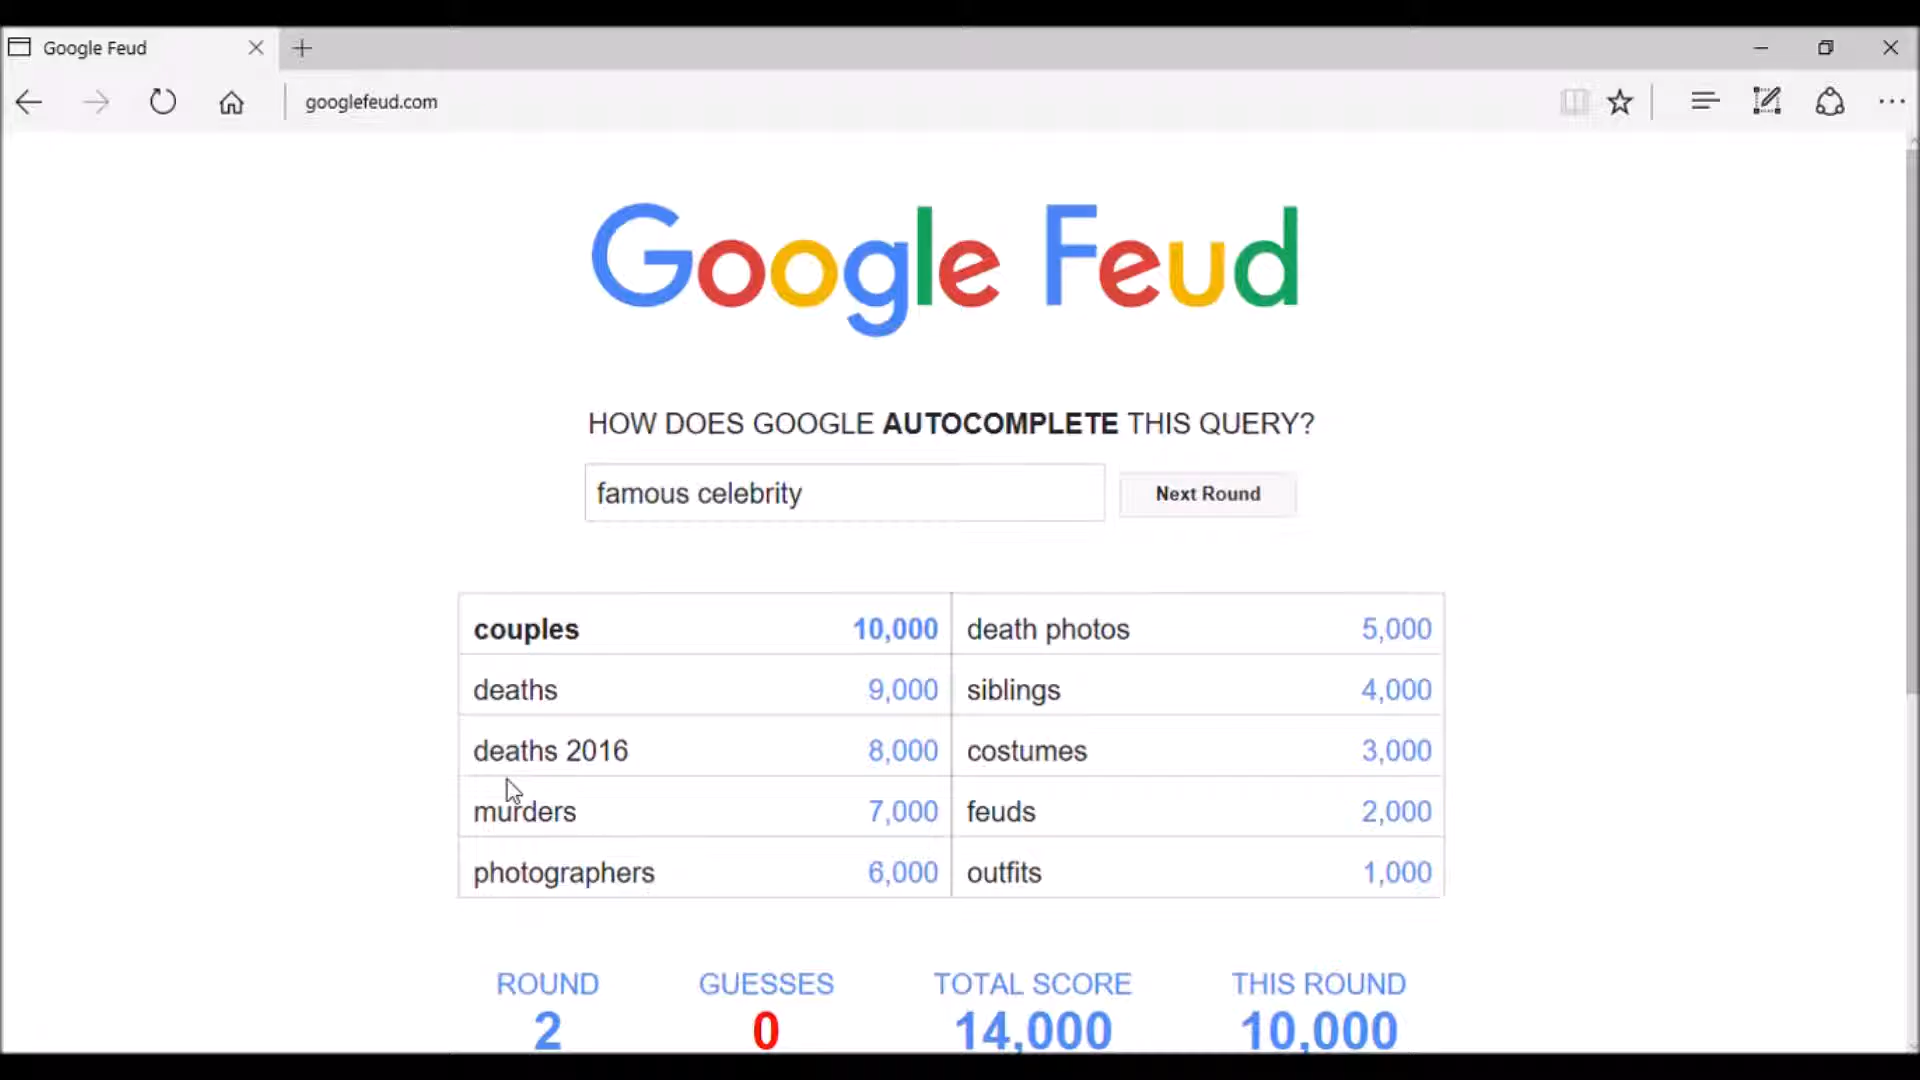 Google Feud
googlefeud.com
Google Feud
HOW DOES GOOGLE AUTOCOMPLETE THIS QUERY?
famous celebrity
Next Round
couples 10,000 death photos 5,000
deaths 9,000 siblings 4,000
deaths 2016 8,000 costumes 3,000
murders 7,000 feuds 2,000
photographers 6,000 outfits 1,000
ROUND GUESSES TOTAL SCORE THIS ROUND
2 0 14,000 10,000